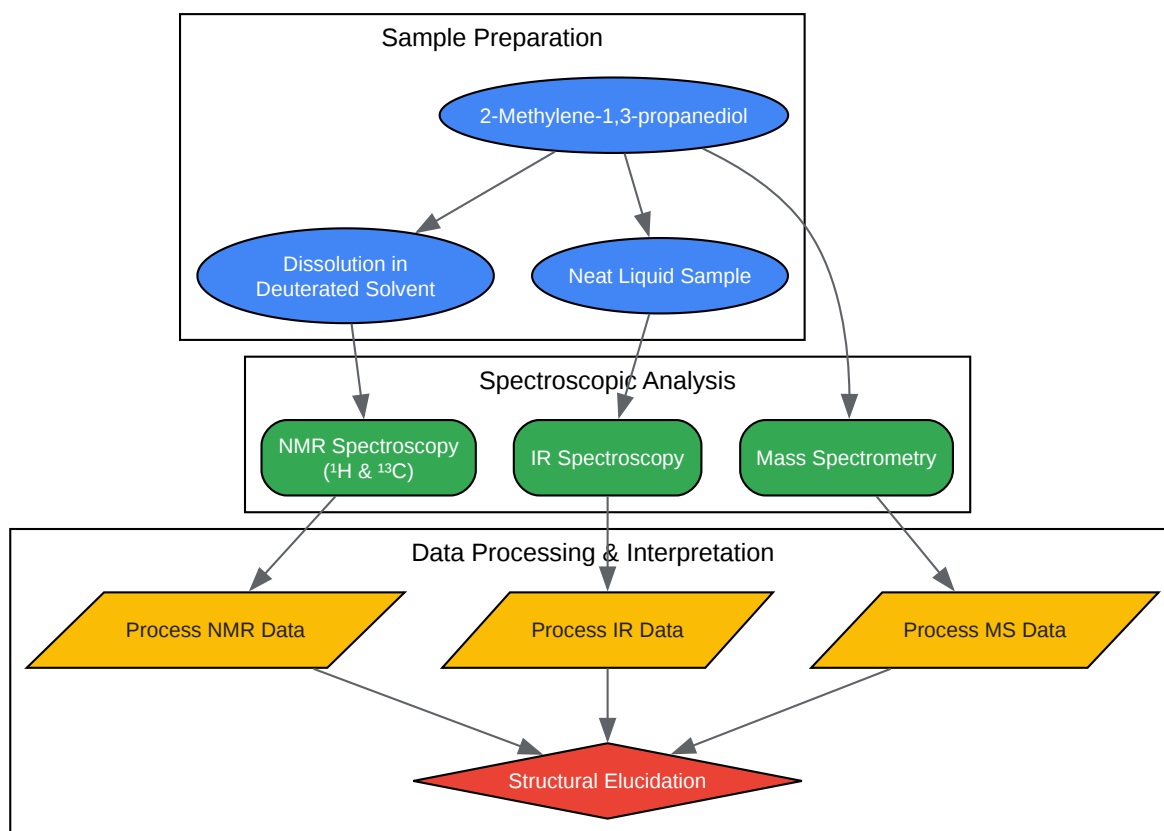 Sample Preparation
2-Methylene-1,3-propanediol
Dissolution in
Deuterated Solvent
Neat Liquid Sample
Spectroscopic Analysis
NMR Spectroscopy
(¹H & ¹³C)
IR Spectroscopy
Mass Spectrometry
Data Processing & Interpretation
Process NMR Data
Process IR Data
Process MS Data
Structural Elucidation